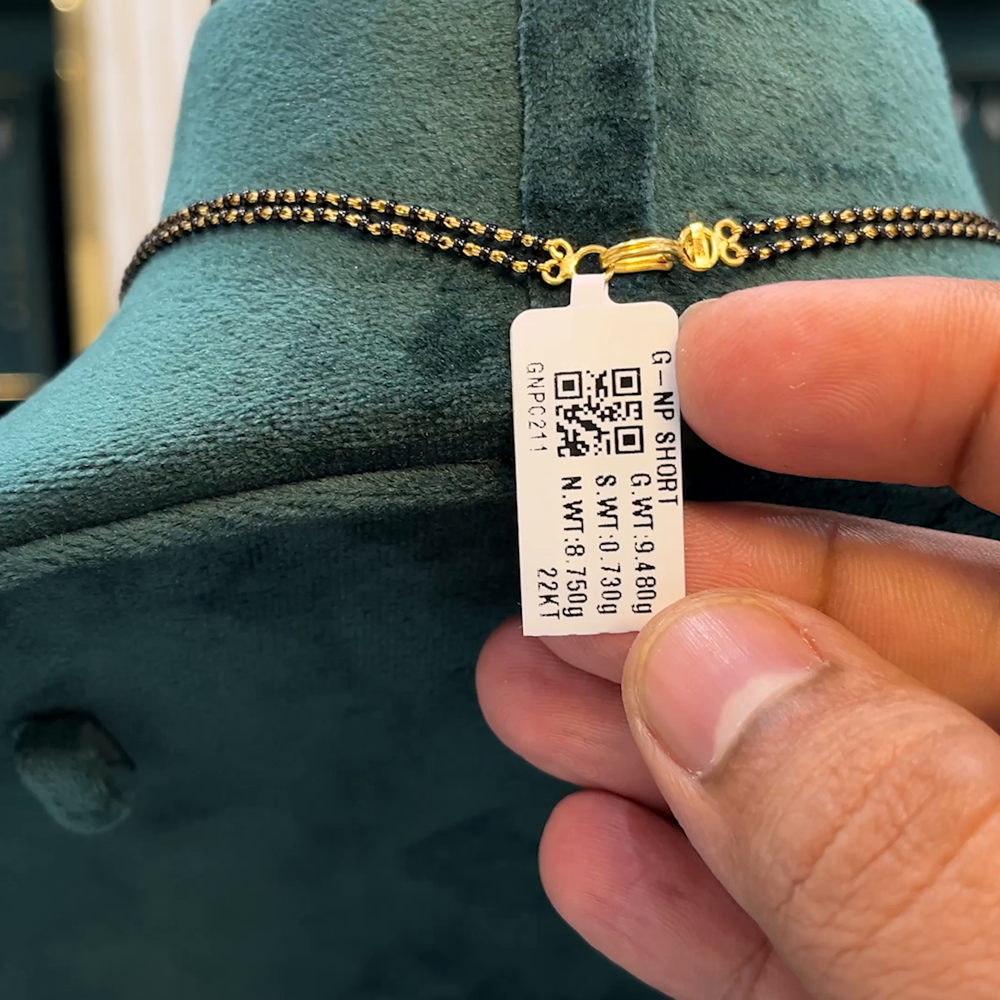 G-NP SHORT
G.WT:9.480g
S.WT:0.730g
N.WT:8.750g
22KT
GNPC211